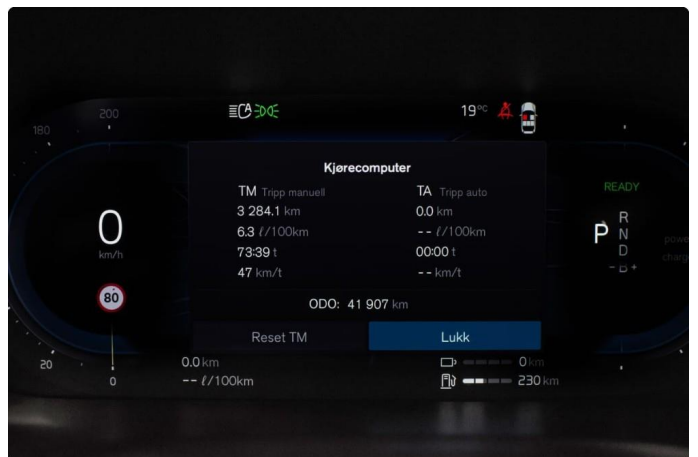 200
19°C
180
Kjørecomputer
TM Tripp manuell
TA Tripp auto
READY
3 284.1 km
0.0 km
6.3 ℓ/100km
-- ℓ/100km
0
km/h
P
R
N
D
- B +
73:39 t
00:00 t
47 km/t
-- km/t
80
ODO: 41 907 km
Reset TM
Lukk
20
0
0.0 km
-- ℓ/100km
0 km
230 km